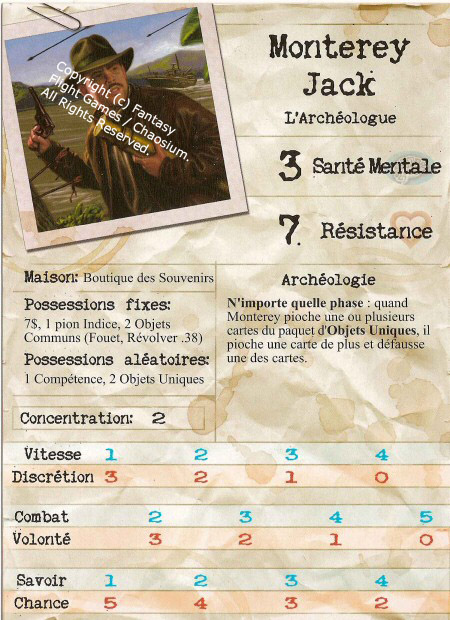 Copyright (c) Fantasy
Flight Games / Chaosium.
All Rights Reserved.
Monterey
Jack
L'Archéologue
3 Santé Mentale
7 Résistance
Maison: Boutique des Souvenirs
Possessions fixes:
7$, 1 pion Indice, 2 Objets
Communs (Fouet, Révolver .38)
Possessions aléatoires:
1 Compétence, 2 Objets Uniques
Archéologie
N'importe quelle phase : quand
Monterey pioche une ou plusieurs
cartes du paquet d'Objets Uniques, il
pioche une carte de plus et défausse
une des cartes.
Concentration: 2
Vitesse 1 2 3 4
Discrétion 3 2 1 0
Combat 2 3 4 5
Volonté 3 2 1 0
Savoir 1 2 3 4
Chance 5 4 3 2